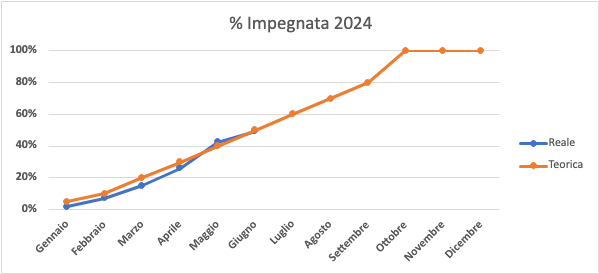 % Impegnata 2024
100%
80%
60%
40%
20%
0%
Gennaio
Febbraio
Marzo
Aprile
Maggio
Giugno
Luglio
Agosto
Settembre
Ottobre
Novembre
Dicembre
Reale
Teorica